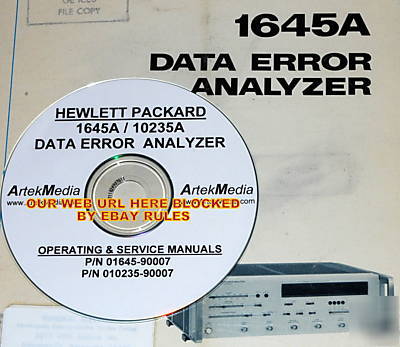 FILE COPY
1645A
DATA ERROR
ANALYZER
HEWLETT PACKARD
1645A / 10235A
DATA ERROR ANALYZER
ArtekMedia
ArtekMedia
OUR WEB URL HERE BLOCKED
BY EBAY RULES
OPERATING & SERVICE MANUALS
P/N 01645-90007
P/N 010235-90007